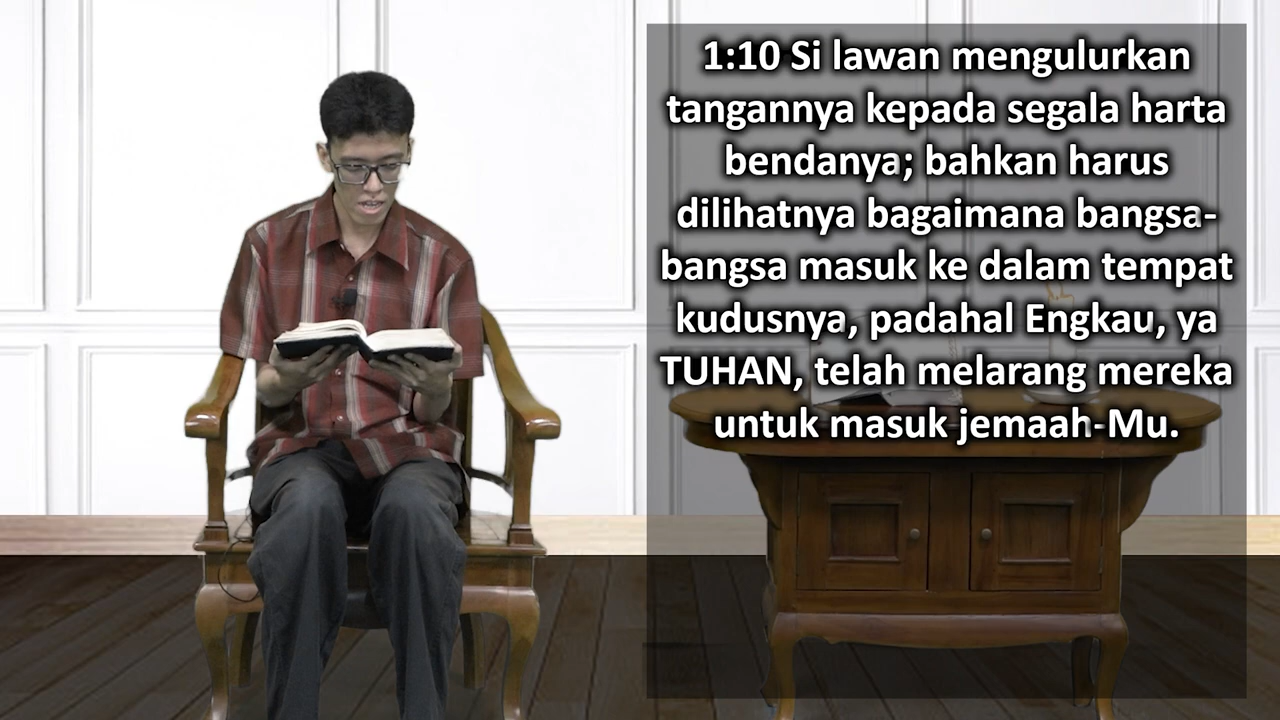 1:10 Si lawan mengulurkan
tangannya kepada segala harta
bendanya; bahkan harus
dilihatnya bagaimana bangsa-
bangsa masuk ke dalam tempat
kudusnya, padahal Engkau, ya
TUHAN, telah melarang mereka
untuk masuk jemaah-Mu.